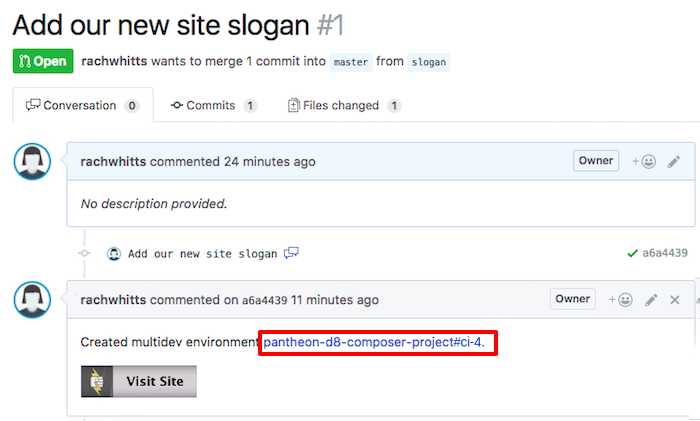 Add our new site slogan #1
Open rachwhitts wants to merge 1 commit into master from slogan
Conversation 0 Commits 1 Files changed 1
rachwhitts commented 24 minutes ago Owner
No description provided.
Add our new site slogan a6a4439
rachwhitts commented on a6a4439 11 minutes ago Owner
Created multidev environment pantheon-d8-composer-project#ci-4.
Visit Site